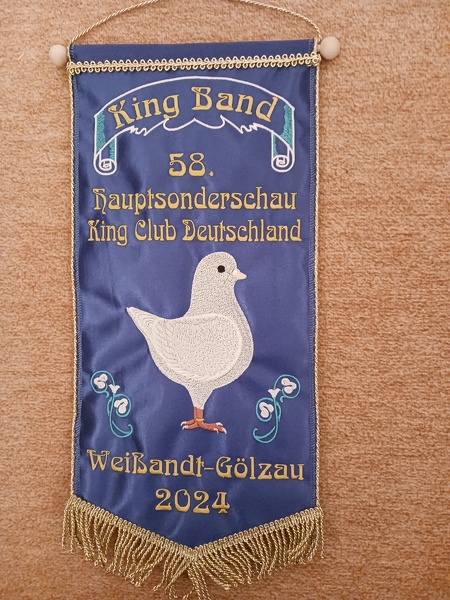 King Band
58.
Hauptsonderschau
King Club Deutschland
Weißandt-Gölzau
2024